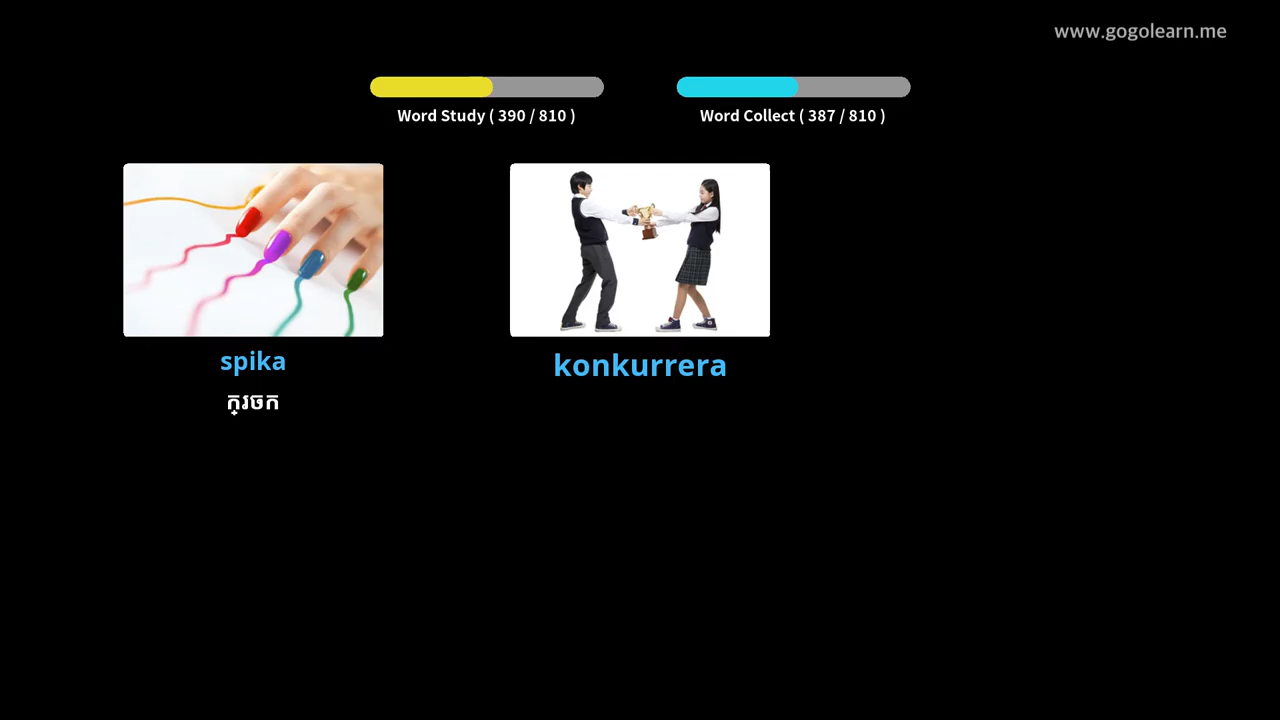 www.gogolearn.me
Word Study ( 390 / 810 )
Word Collect ( 387 / 810 )
spika
konkurrera
ក្រចក